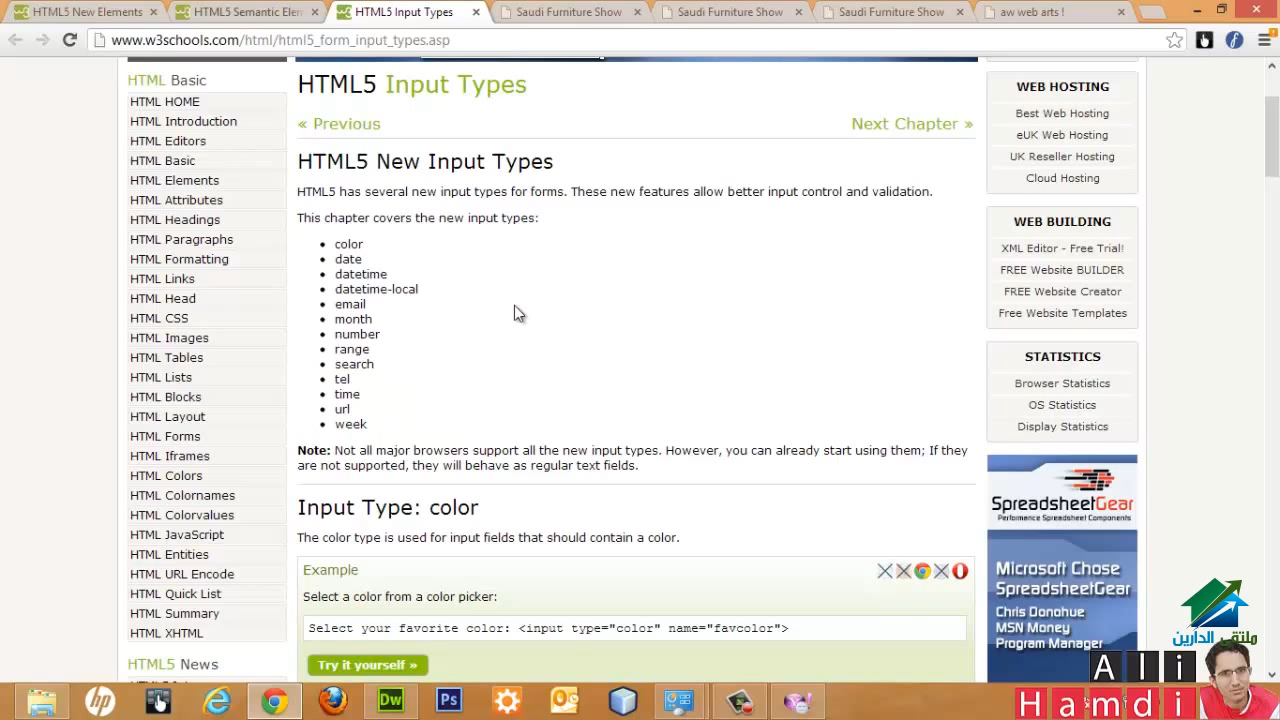 HTML5 New Elements
HTML5 Semantic Elem
HTML5 Input Types
Saudi Furniture Show
Saudi Furniture Show
Saudi Furniture Show
aw web arts !
www.w3schools.com/html/html5_form_input_types.asp
HTML Basic
HTML HOME
HTML Introduction
HTML Editors
HTML Basic
HTML Elements
HTML Attributes
HTML Headings
HTML Paragraphs
HTML Formatting
HTML Links
HTML Head
HTML CSS
HTML Images
HTML Tables
HTML Lists
HTML Blocks
HTML Layout
HTML Forms
HTML Iframes
HTML Colors
HTML Colornames
HTML Colorvalues
HTML JavaScript
HTML Entities
HTML URL Encode
HTML Quick List
HTML Summary
HTML XHTML
HTML5 News
HTML5 Input Types
« Previous
Next Chapter »
HTML5 New Input Types
HTML5 has several new input types for forms. These new features allow better input control and validation.
This chapter covers the new input types:
• color
• date
• datetime
• datetime-local
• email
• month
• number
• range
• search
• tel
• time
• url
• week
Note: Not all major browsers support all the new input types. However, you can already start using them; If they
are not supported, they will behave as regular text fields.
Input Type: color
The color type is used for input fields that should contain a color.
Example
Select a color from a color picker:
Select your favorite color: <input type="color" name="favcolor">
Try it yourself »
WEB HOSTING
Best Web Hosting
eUK Web Hosting
UK Reseller Hosting
Cloud Hosting
WEB BUILDING
XML Editor - Free Trial!
FREE Website BUILDER
FREE Website Creator
Free Website Templates
STATISTICS
Browser Statistics
OS Statistics
Display Statistics
SpreadsheetGear
Performance Spreadsheet Components
Microsoft Chose
SpreadsheetGear
Chris Donohue
MSN Money
Program Manager
ملتقى الدارين
Ali
Hamdi
hp
Dw
Ps